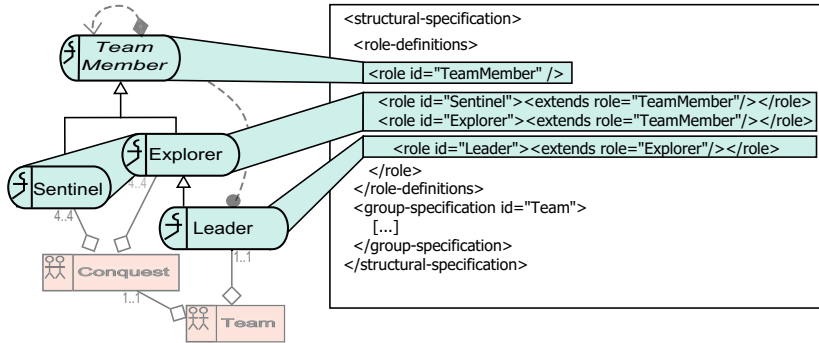 Team
Member
Explorer
4..4
Sentinel
4..4
Leader
1..1
Conquest
1..1
Team
<structural-specification>
<role-definitions>
<role id="TeamMember" />
<role id="Sentinel"><extends role="TeamMember"/></role>
<role id="Explorer"><extends role="TeamMember"/></role>
<role id="Leader"><extends role="Explorer"/></role>
</role>
</role-definitions>
<group-specification id="Team">
[...]
</group-specification>
</structural-specification>